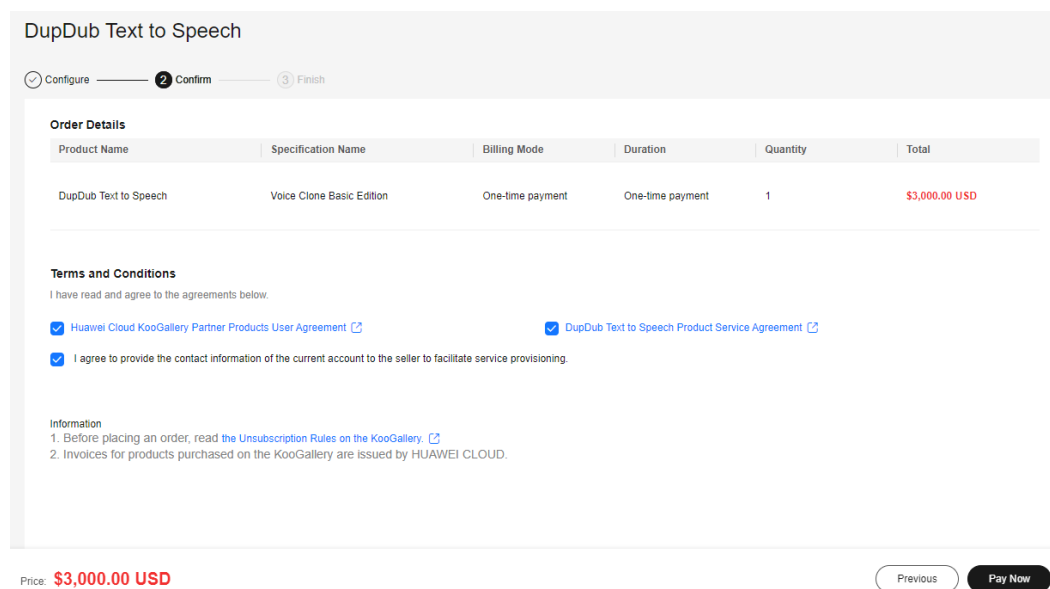 DupDub Text to Speech
Configure 2 Confirm 3 Finish
Order Details
Product Name Specification Name Billing Mode Duration Quantity Total
DupDub Text to Speech Voice Clone Basic Edition One-time payment One-time payment 1 $3,000.00 USD
Terms and Conditions
I have read and agree to the agreements below.
Huawei Cloud KooGallery Partner Products User Agreement DupDub Text to Speech Product Service Agreement
I agree to provide the contact information of the current account to the seller to facilitate service provisioning.
Information
1. Before placing an order, read the Unsubscription Rules on the KooGallery.
2. Invoices for products purchased on the KooGallery are issued by HUAWEI CLOUD.
Price: $3,000.00 USD Previous Pay Now